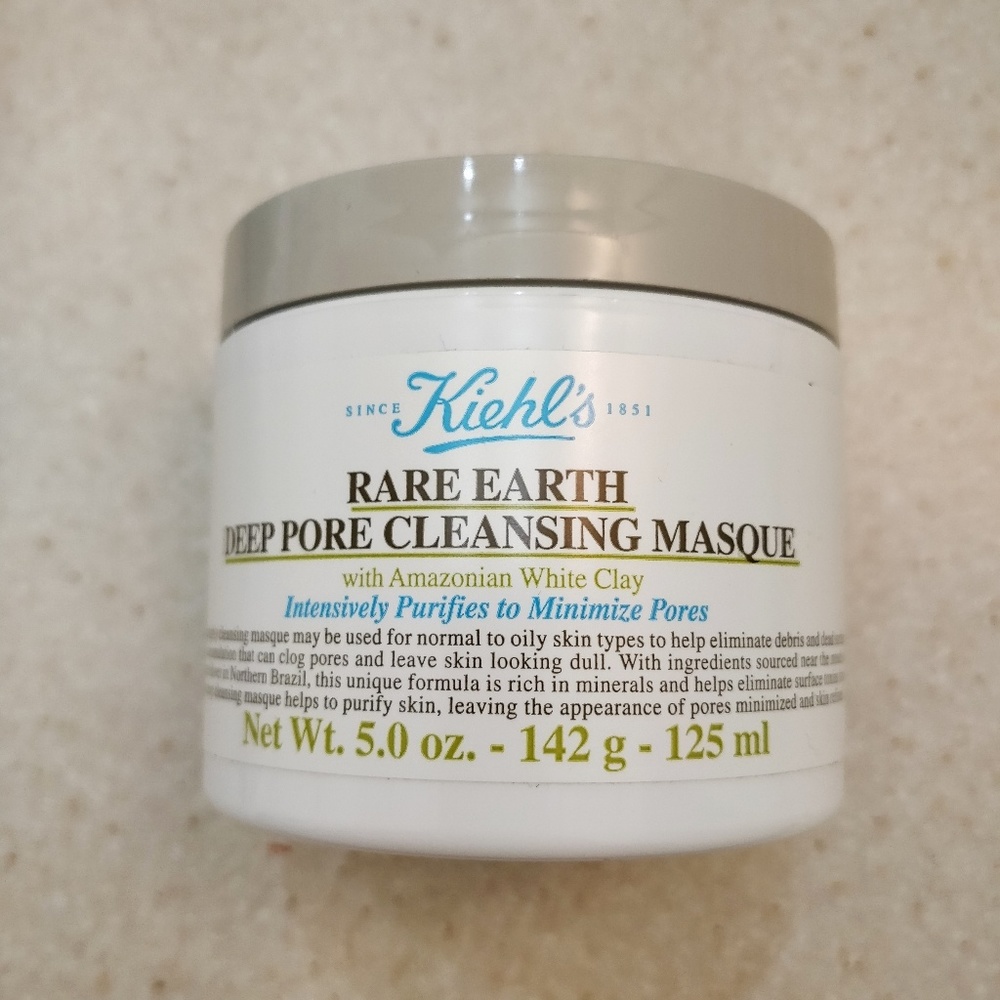 SINCE Kiehl's 1851
RARE EARTH
DEEP PORE CLEANSING MASQUE
with Amazonian White Clay
Intensively Purifies to Minimize Pores
cleansing masque may be used for normal to oily skin types to help eliminate debris and dead
that can clog pores and leave skin looking dull. With ingredients sourced near the
in Northern Brazil, this unique formula is rich in minerals and helps eliminate surface
cleansing masque helps to purify skin, leaving the appearance of pores minimized and skin
Net Wt. 5.0 oz. - 142 g - 125 ml